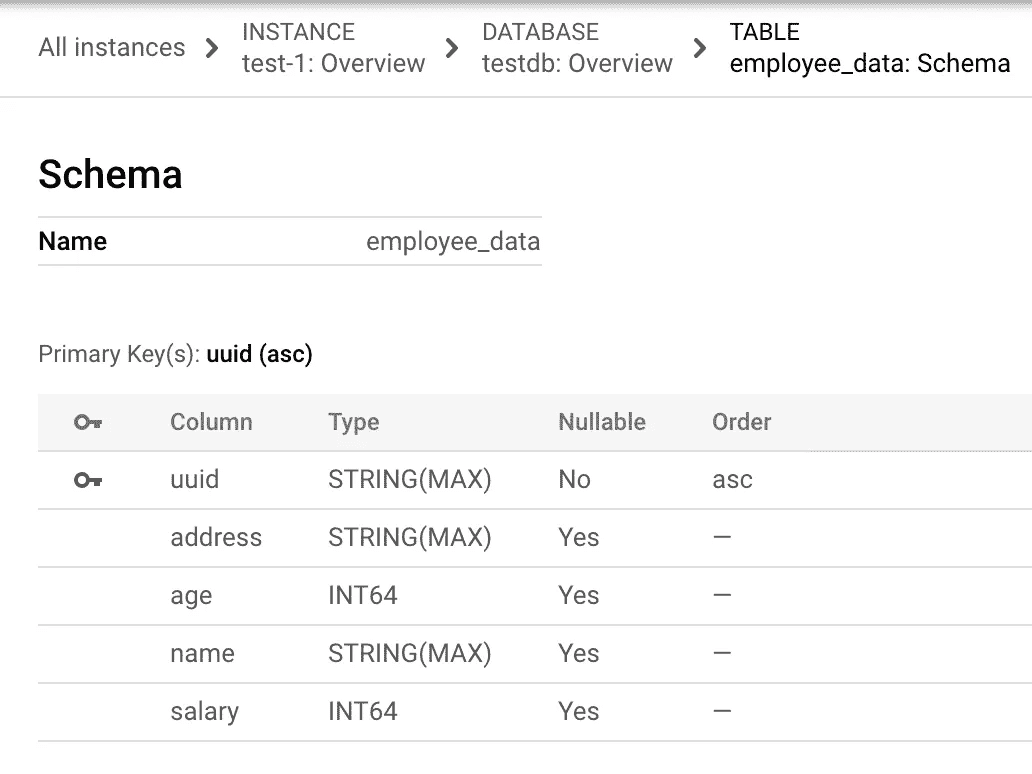 All instances > INSTANCE test-1: Overview > DATABASE testdb: Overview > TABLE employee_data: Schema
Schema
Name employee_data
Primary Key(s): uuid (asc)
Column Type Nullable Order
uuid STRING(MAX) No asc
address STRING(MAX) Yes —
age INT64 Yes —
name STRING(MAX) Yes —
salary INT64 Yes —